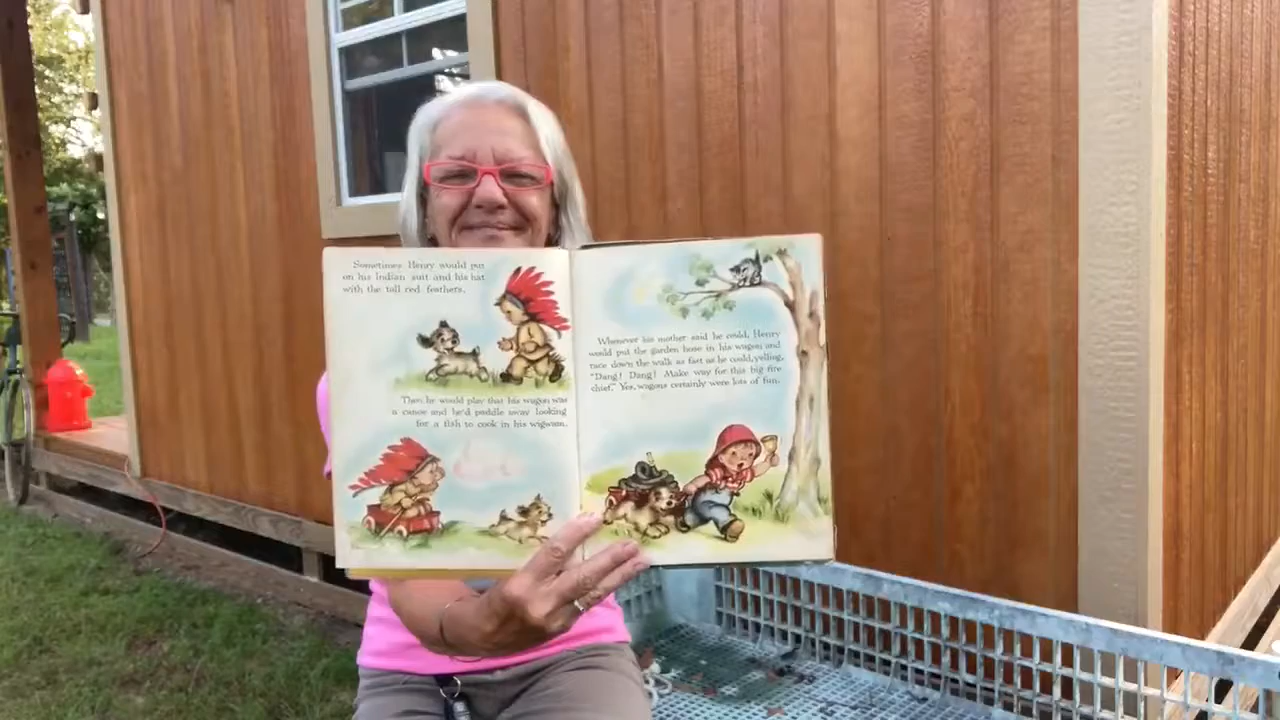 Sometimes Henry would put
on his Indian suit and his hat
with the tall red feathers.
Then he would play that his wagon was
a canoe and he'd paddle away looking
for a fish to cook in his wigwam.
Whenever his mother said he could, Henry
would put the garden hose in his wagon and
race down the walk as fast as he could, yelling,
"Dang! Dang! Make way for this big fire
chief." Yes, wagons certainly were lots of fun.